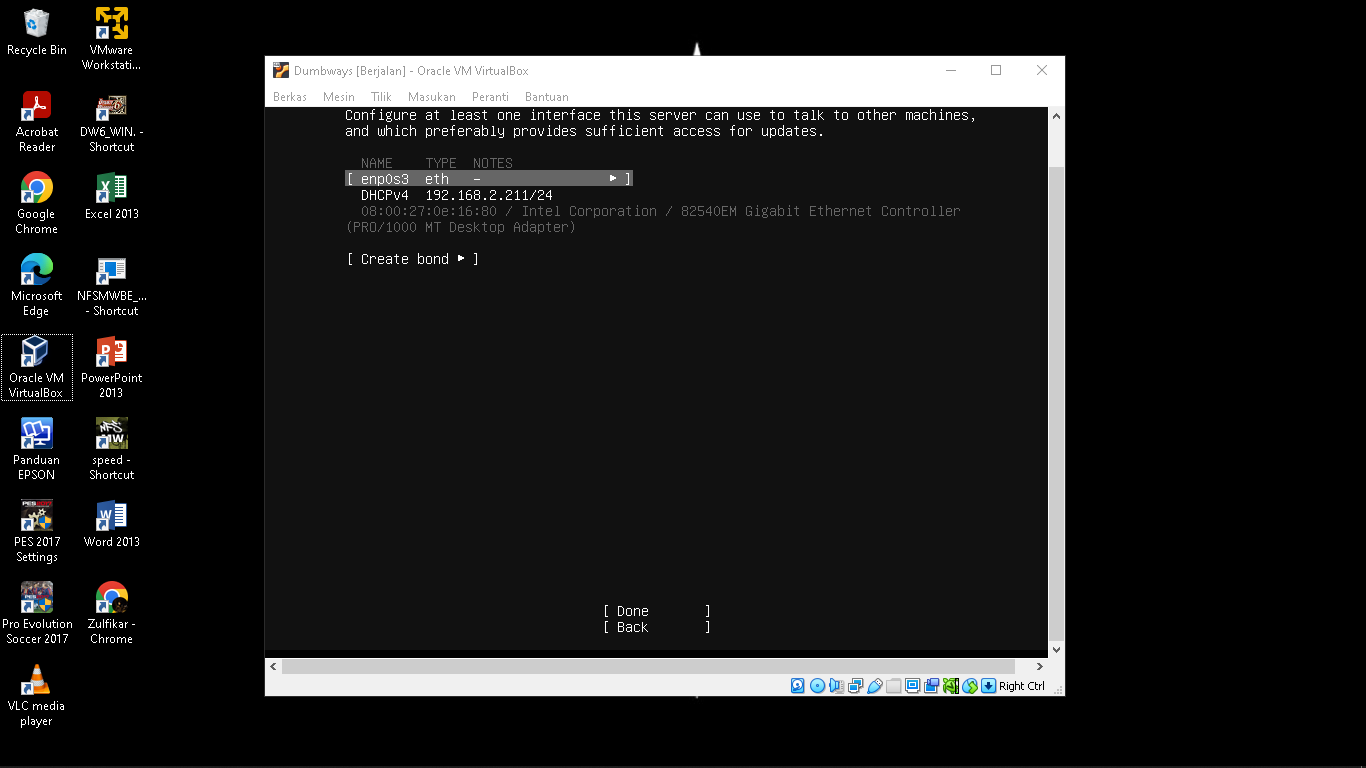 Recycle Bin
VMware
Workstati...
Acrobat
Reader
DW6_WIN. -
Shortcut
Google
Chrome
Excel 2013
Microsoft
Edge
NFSMWBE_...
- Shortcut
Oracle VM
VirtualBox
PowerPoint
2013
Panduan
EPSON
speed -
Shortcut
PES 2017
Settings
Word 2013
Pro Evolution
Soccer 2017
Zulfikar -
Chrome
VLC media
player
Dumbways [Berjalan] - Oracle VM VirtualBox
Berkas Mesin Tilik Masukan Peranti Bantuan
Configure at least one interface this server can use to talk to other machines,
and which preferably provides sufficient access for updates.
NAME TYPE NOTES
[ enp0s3 eth - ▸ ]
DHCPv4 192.168.2.211/24
08:00:27:0e:16:80 / Intel Corporation / 82540EM Gigabit Ethernet Controller
(PRO/1000 MT Desktop Adapter)
[ Create bond ▸ ]
[ Done ]
[ Back ]
Right Ctrl